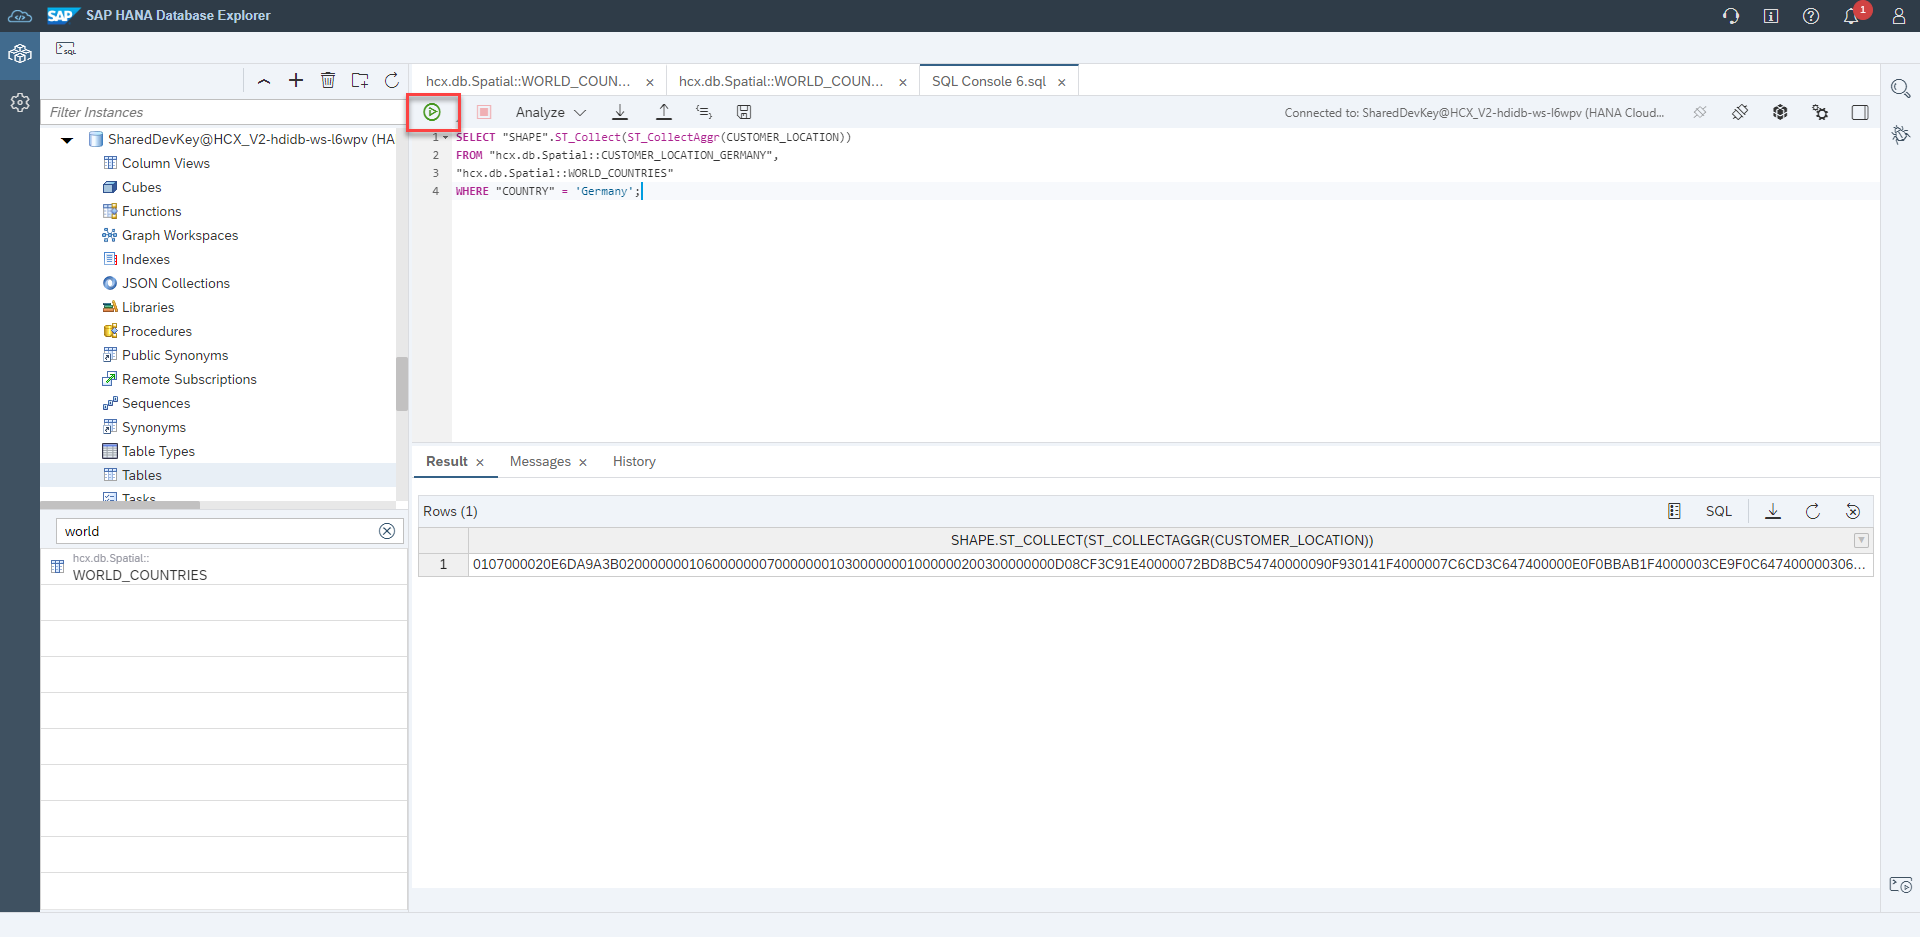 SAP SAP HANA Database Explorer
1
SQL
Filter Instances
SharedDevKey@HCX_V2-hdidb-ws-l6wpv (HA
Column Views
Cubes
Functions
Graph Workspaces
Indexes
JSON Collections
Libraries
Procedures
Public Synonyms
Remote Subscriptions
Sequences
Synonyms
Table Types
Tables
Tasks
world
hcx.db.Spatial::
WORLD_COUNTRIES
hcx.db.Spatial::WORLD_COUN... hcx.db.Spatial::WORLD_COUN... SQL Console 6.sql
Analyze Connected to: SharedDevKey@HCX_V2-hdidb-ws-l6wpv (HANA Cloud...
1 SELECT "SHAPE".ST_Collect(ST_CollectAggr(CUSTOMER_LOCATION))
2 FROM "hcx.db.Spatial::CUSTOMER_LOCATION_GERMANY",
3 "hcx.db.Spatial::WORLD_COUNTRIES"
4 WHERE "COUNTRY" = 'Germany';
Result Messages History
Rows (1) SQL
SHAPE.ST_COLLECT(ST_COLLECTAGGR(CUSTOMER_LOCATION))
1 0107000020E6DA9A3B020000000106000000070000000103000000010000002003000000000D08CF3C91E40000072BD8BC54740000090F930141F4000007C6CD3C647400000E0F0BBAB1F4000003CE9F0C647400000306...